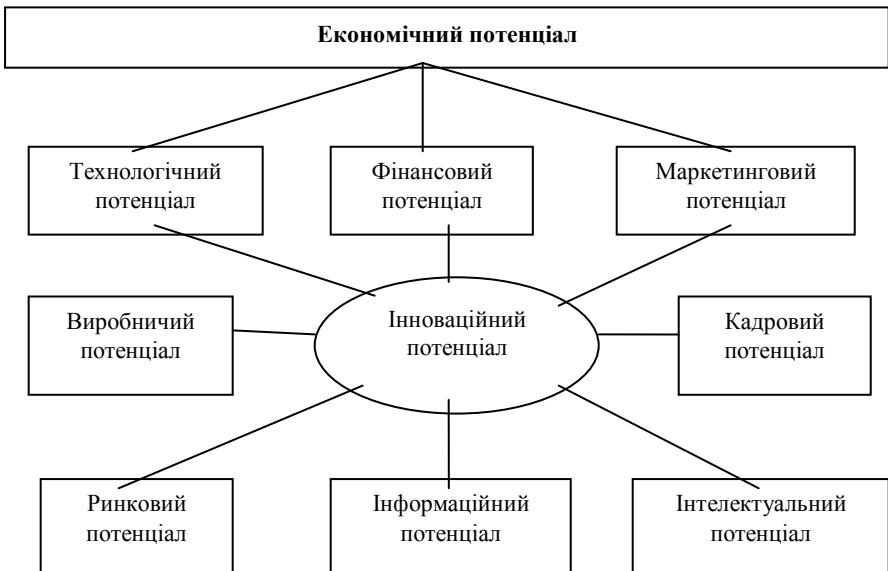 Економічний потенціал
Технологічний
потенціал
Фінансовий
потенціал
Маркетинговий
потенціал
Виробничий
потенціал
Інноваційний
потенціал
Кадровий
потенціал
Ринковий
потенціал
Інформаційний
потенціал
Інтелектуальний
потенціал